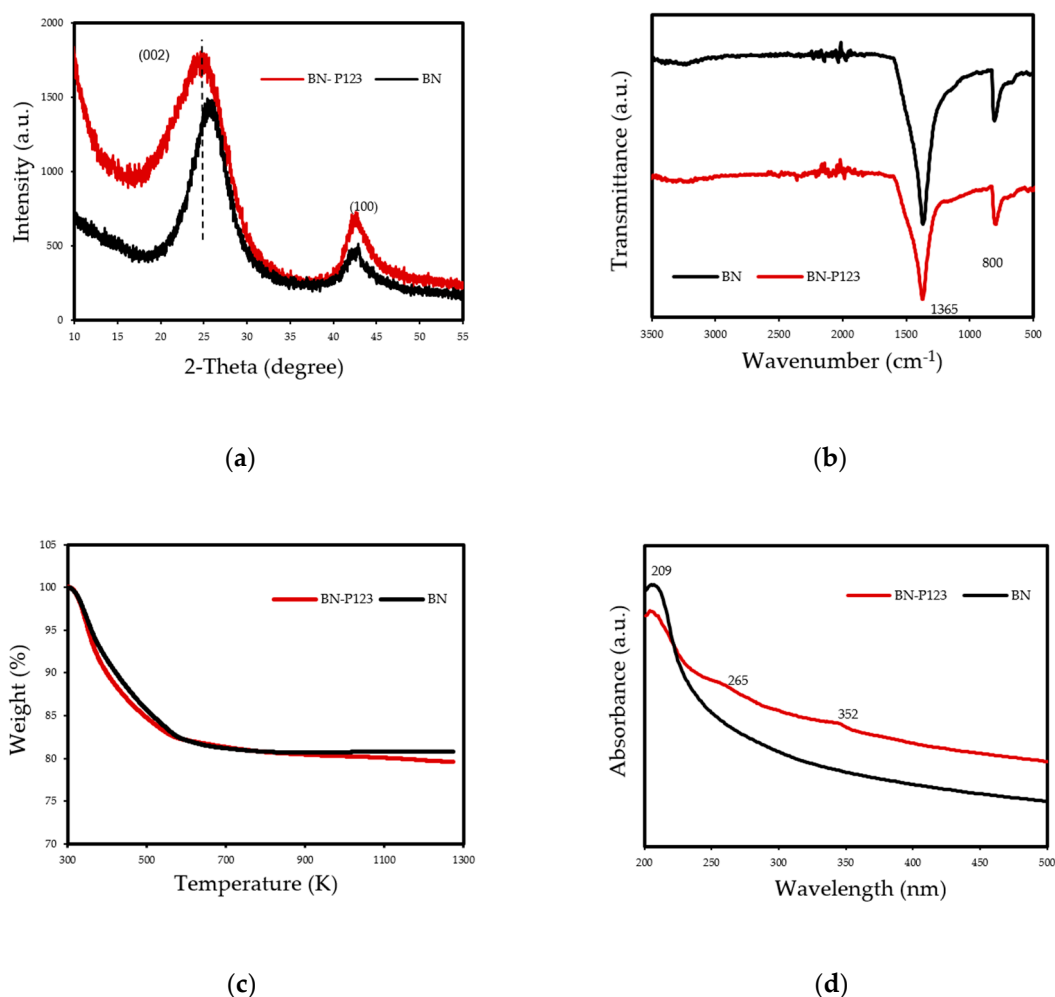 2000
1500
1000
500
0
10 15 20 25 30 35 40 45 50 55
Intensity (a.u.)
2-Theta (degree)
(002)
(100)
BN- P123
BN
(a)
Transmittance (a.u.)
3500 3000 2500 2000 1500 1000 500
Wavenumber (cm-1)
BN
BN-P123
800
1365
(b)
105
100
95
90
85
80
75
70
300 500 700 900 1100 1300
Weight (%)
Temperature (K)
BN-P123
BN
(c)
Absorbance (a.u.)
200 250 300 350 400 450 500
Wavelength (nm)
209
265
352
BN-P123
BN
(d)